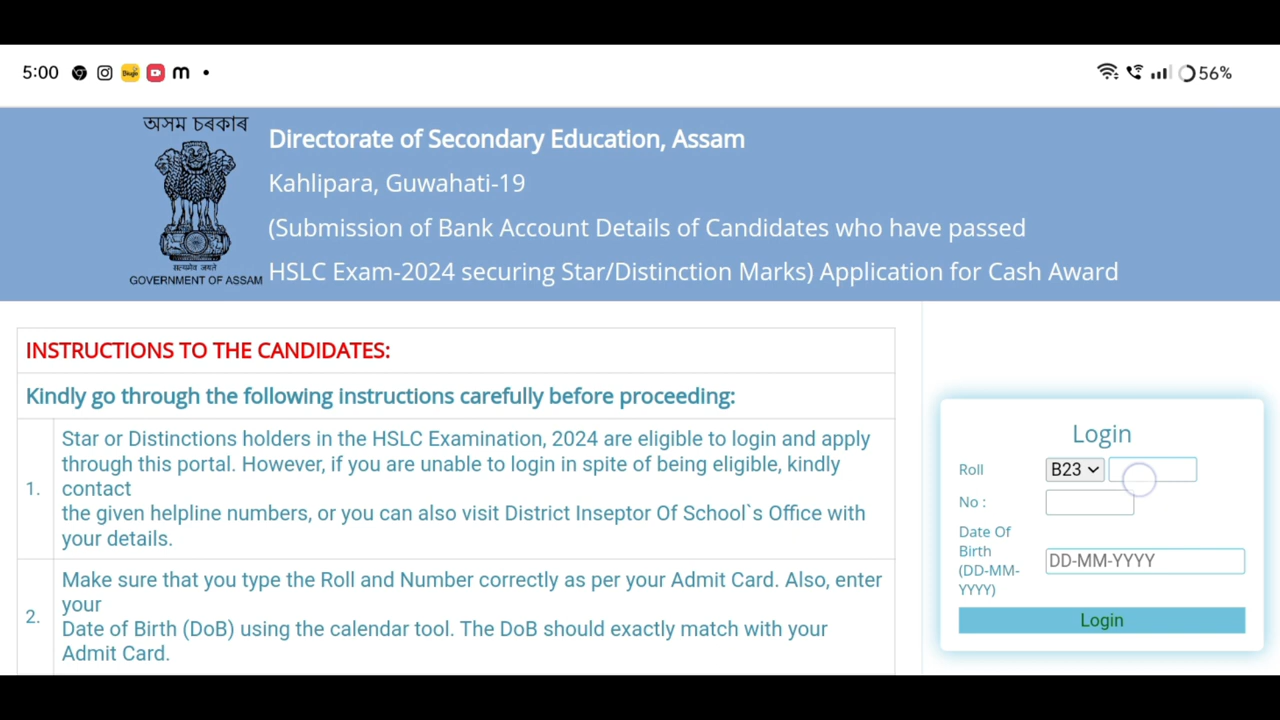 5:00
56%
অসম চৰকাৰ
सत्यमेव जयते
GOVERNMENT OF ASSAM
Directorate of Secondary Education, Assam
Kahlipara, Guwahati-19
(Submission of Bank Account Details of Candidates who have passed
HSLC Exam-2024 securing Star/Distinction Marks) Application for Cash Award
INSTRUCTIONS TO THE CANDIDATES:
Kindly go through the following instructions carefully before proceeding:
1.
Star or Distinctions holders in the HSLC Examination, 2024 are eligible to login and apply
through this portal. However, if you are unable to login in spite of being eligible, kindly
contact
the given helpline numbers, or you can also visit District Inseptor Of School`s Office with
your details.
2.
Make sure that you type the Roll and Number correctly as per your Admit Card. Also, enter
your
Date of Birth (DoB) using the calendar tool. The DoB should exactly match with your
Admit Card.
Login
Roll B23
No :
Date Of
Birth
(DD-MM-
YYYY)
DD-MM-YYYY
Login